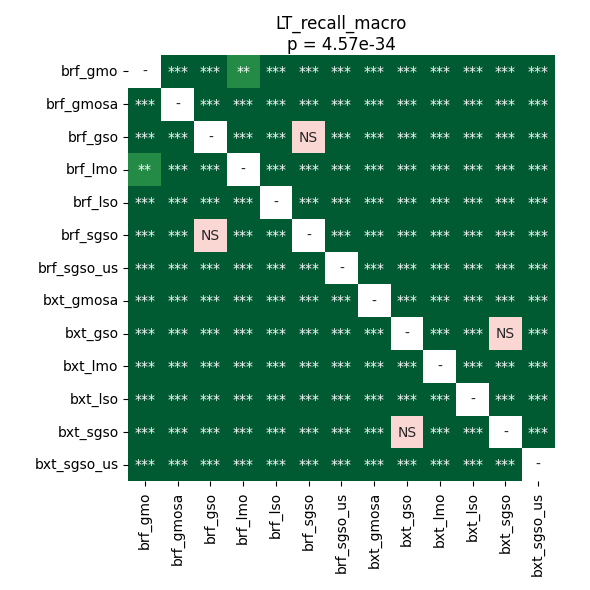 LT_recall_macro
p = 4.57e-34
brf_gmo - *** *** ** *** *** *** *** *** *** *** *** ***
brf_gmosa *** - *** *** *** *** *** *** *** *** *** *** ***
brf_gso *** *** - *** *** NS *** *** *** *** *** *** ***
brf_lmo ** *** *** - *** *** *** *** *** *** *** *** ***
brf_lso *** *** *** *** - *** *** *** *** *** *** *** ***
brf_sgso *** *** NS *** *** - *** *** *** *** *** *** ***
brf_sgso_us *** *** *** *** *** *** - *** *** *** *** *** ***
bxt_gmosa *** *** *** *** *** *** *** - *** *** *** *** ***
bxt_gso *** *** *** *** *** *** *** *** - *** *** NS ***
bxt_lmo *** *** *** *** *** *** *** *** *** - *** *** ***
bxt_lso *** *** *** *** *** *** *** *** *** *** - *** ***
bxt_sgso *** *** *** *** *** *** *** *** NS *** *** - ***
bxt_sgso_us *** *** *** *** *** *** *** *** *** *** *** *** -
brf_gmo brf_gmosa brf_gso brf_lmo brf_lso brf_sgso brf_sgso_us bxt_gmosa bxt_gso bxt_lmo bxt_lso bxt_sgso bxt_sgso_us